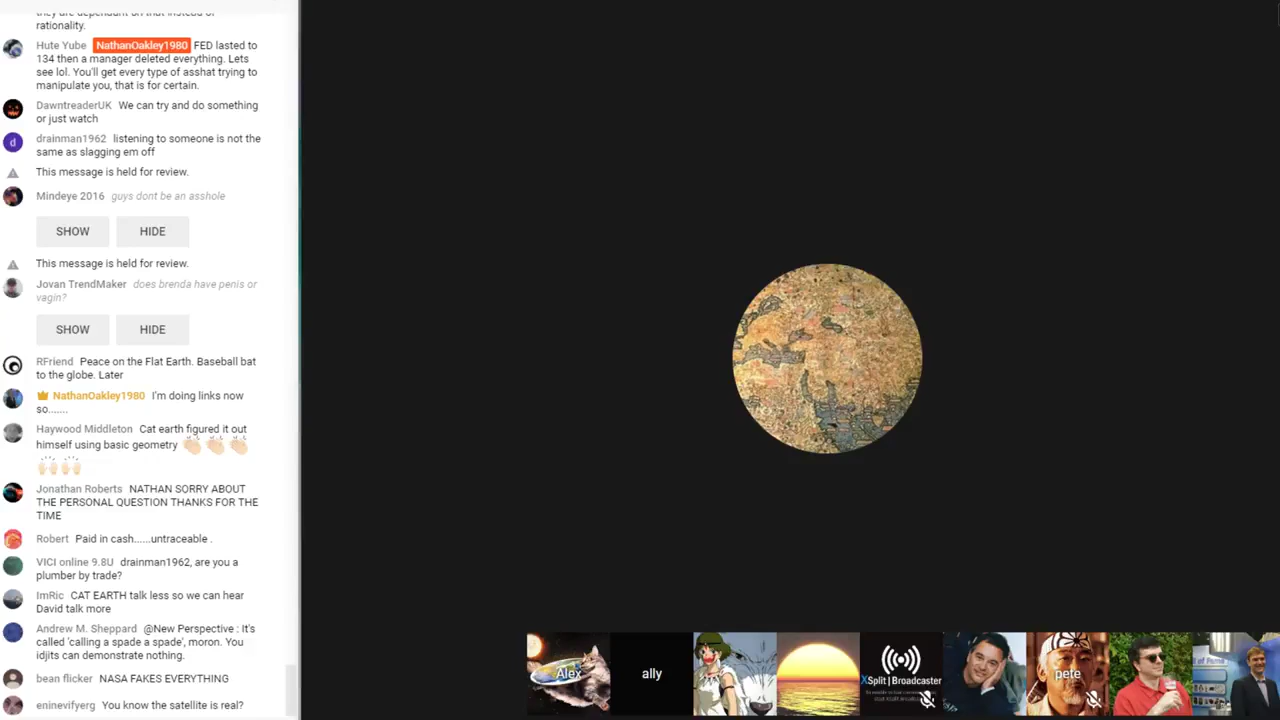 they are dependant on that instead of
rationality.
Hute Yube NathanOakley1980 FED lasted to
134 then a manager deleted everything. Lets
see lol. You'll get every type of asshat trying to
manipulate you, that is for certain.
DawntreaderUK We can try and do something
or just watch
d drainman1962 listening to someone is not the
same as slagging em off
This message is held for review.
Mindeye 2016 guys dont be an asshole
SHOW HIDE
This message is held for review.
Jovan TrendMaker does brenda have penis or
vagin?
SHOW HIDE
RFriend Peace on the Flat Earth. Baseball bat
to the globe. Later
NathanOakley1980 I'm doing links now
so.......
Haywood Middleton Cat earth figured it out
himself using basic geometry
Jonathan Roberts NATHAN SORRY ABOUT
THE PERSONAL QUESTION THANKS FOR THE
TIME
Robert Paid in cash......untraceable .
VICI online 9.8U drainman1962, are you a
plumber by trade?
ImRic CAT EARTH talk less so we can hear
David talk more
Andrew M. Sheppard @New Perspective : It's
called 'calling a spade a spade', moron. You
idjits can demonstrate nothing.
bean flicker NASA FAKES EVERYTHING
eninevifyerg You know the satellite is real?
Alex
ally
XSplit|Broadcaster
pete